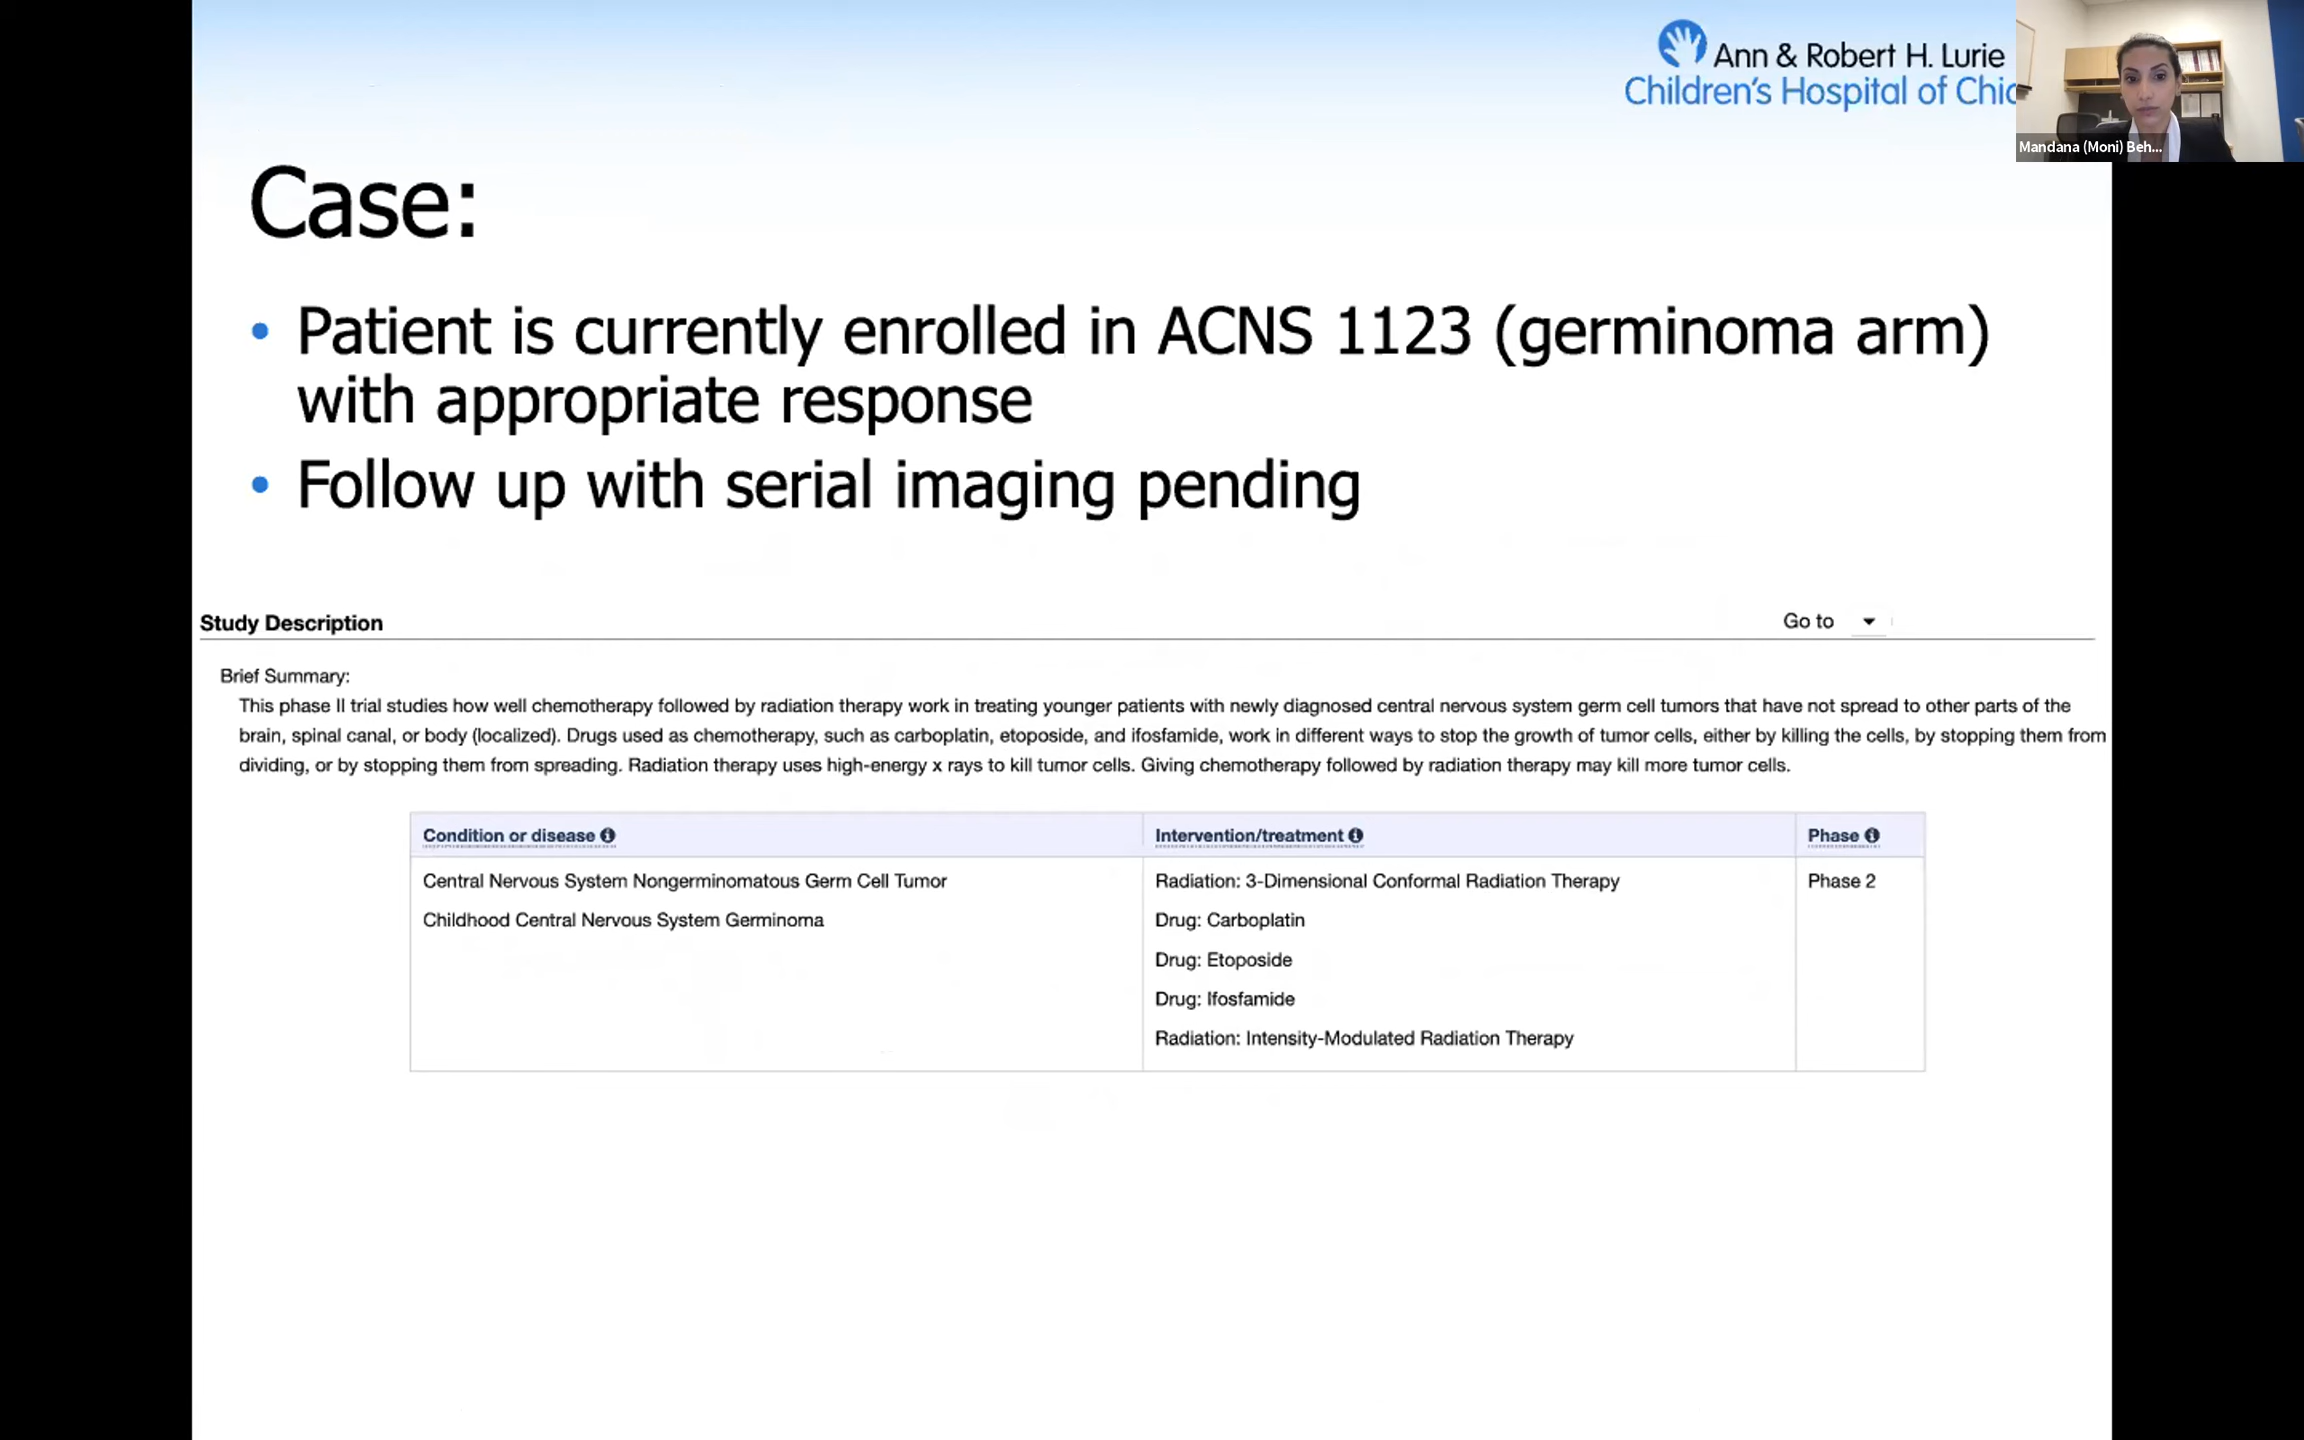 Ann & Robert H. Lurie
Children's Hospital of Chic
Mandana (Moni) Beh...
Case:
• Patient is currently enrolled in ACNS 1123 (germinoma arm)
with appropriate response
• Follow up with serial imaging pending
Study Description
Go to
Brief Summary:
This phase II trial studies how well chemotherapy followed by radiation therapy work in treating younger patients with newly diagnosed central nervous system germ cell tumors that have not spread to other parts of the
brain, spinal canal, or body (localized). Drugs used as chemotherapy, such as carboplatin, etoposide, and ifosfamide, work in different ways to stop the growth of tumor cells, either by killing the cells, by stopping them from
dividing, or by stopping them from spreading. Radiation therapy uses high-energy x rays to kill tumor cells. Giving chemotherapy followed by radiation therapy may kill more tumor cells.
Condition or disease
Intervention/treatment
Phase
Central Nervous System Nongerminomatous Germ Cell Tumor
Childhood Central Nervous System Germinoma
Radiation: 3-Dimensional Conformal Radiation Therapy
Drug: Carboplatin
Drug: Etoposide
Drug: Ifosfamide
Radiation: Intensity-Modulated Radiation Therapy
Phase 2